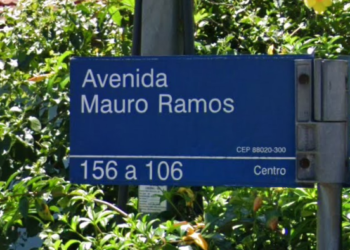 Avenida
Mauro Ramos
CEP 88020-300
156 a 106 Centro